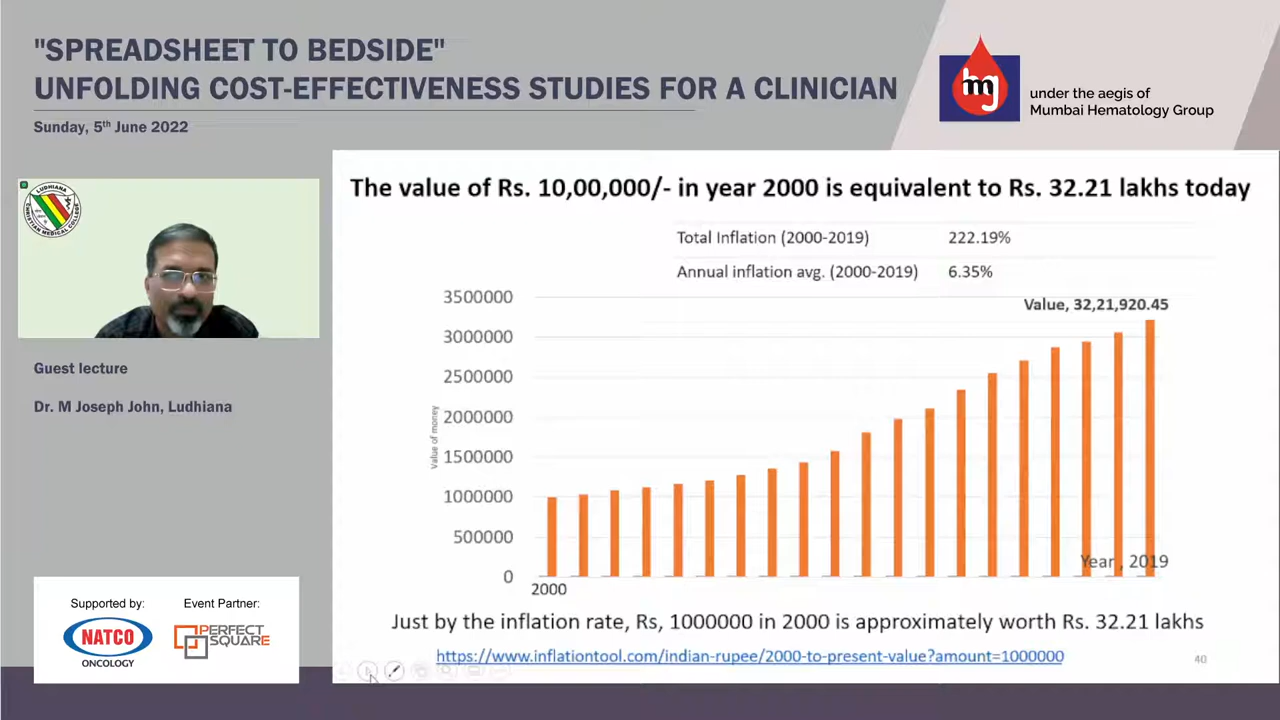 "SPREADSHEET TO BEDSIDE"
UNFOLDING COST-EFFECTIVENESS STUDIES FOR A CLINICIAN
Sunday, 5th June 2022
hmg
under the aegis of
Mumbai Hematology Group
LUDHIANA
CHRISTIAN MEDICAL COLLEGE
Guest lecture
Dr. M Joseph John, Ludhiana
Supported by:
Event Partner:
NATCO
ONCOLOGY
PERFECT
SQUARE
The value of Rs. 10,00,000/- in year 2000 is equivalent to Rs. 32.21 lakhs today
Total Inflation (2000-2019) 222.19%
Annual inflation avg. (2000-2019) 6.35%
Value of money
3500000
3000000
2500000
2000000
1500000
1000000
500000
0
Value, 32,21,920.45
Year , 2019
2000
Just by the inflation rate, Rs, 1000000 in 2000 is approximately worth Rs. 32.21 lakhs
https://www.inflationtool.com/indian-rupee/2000-to-present-value?amount=1000000
40